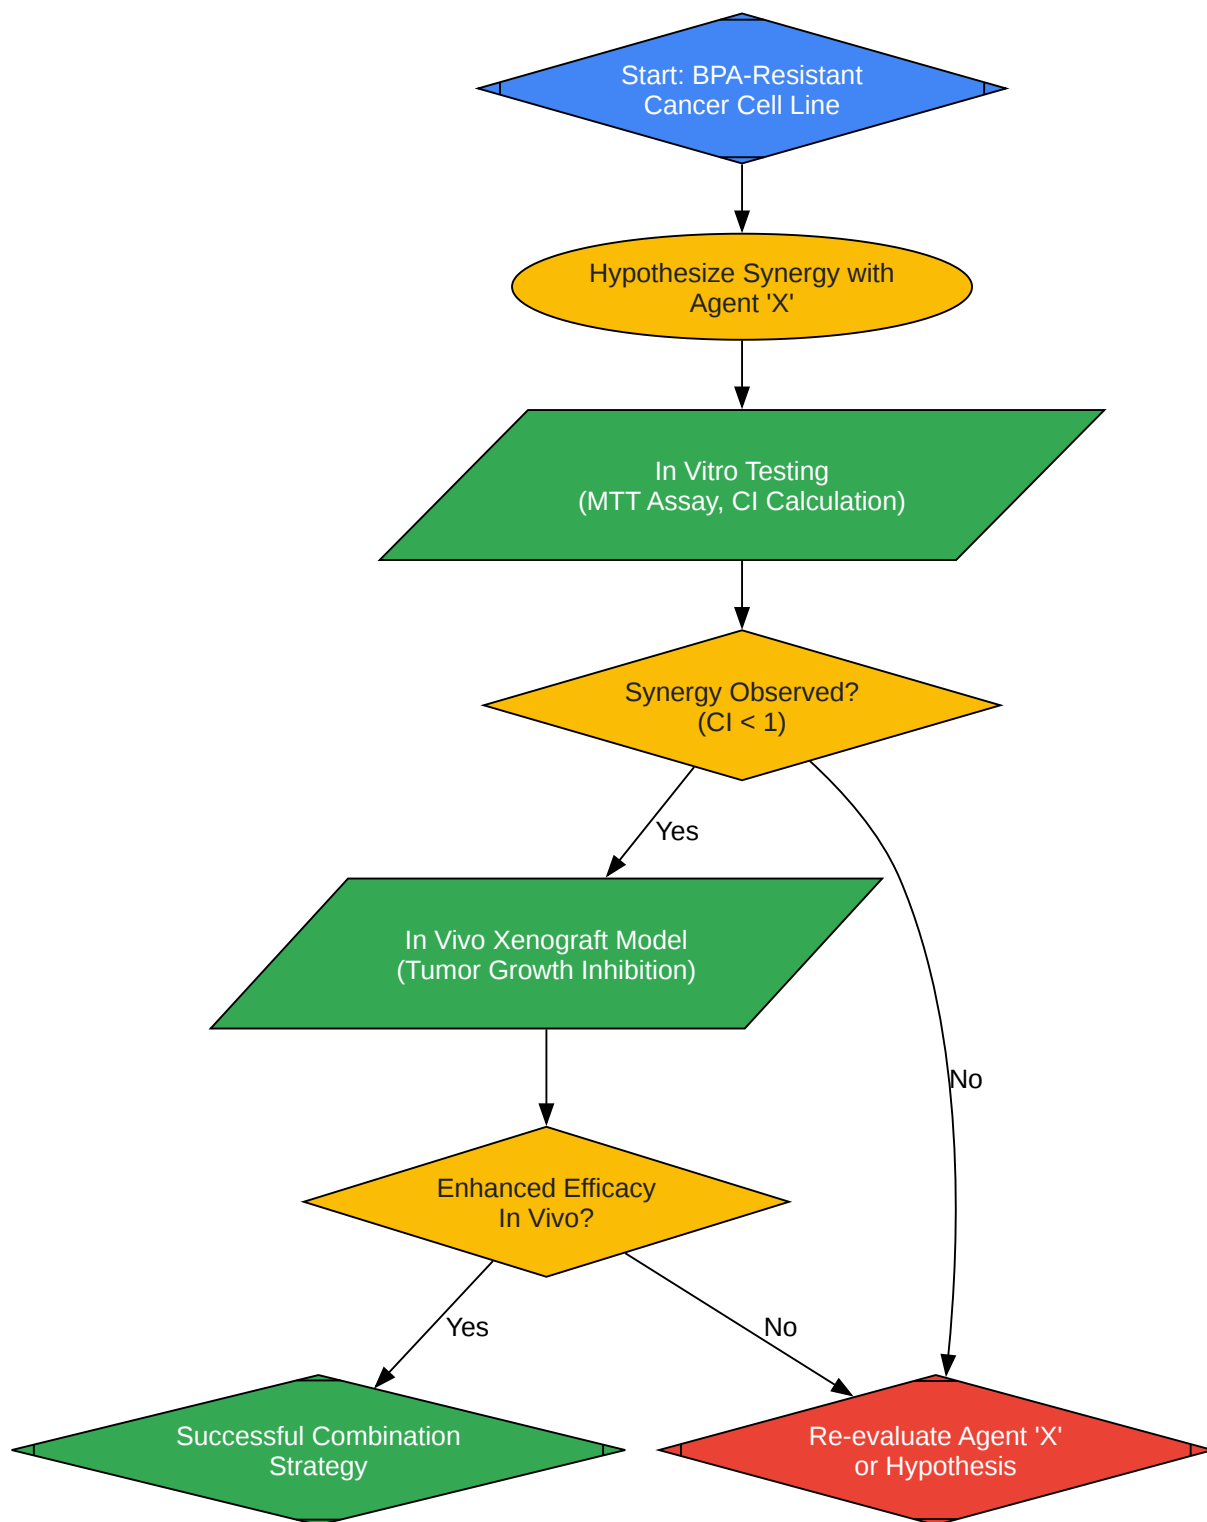 Start: BPA-Resistant
Cancer Cell Line
Hypothesize Synergy with
Agent 'X'
In Vitro Testing
(MTT Assay, CI Calculation)
Synergy Observed?
(CI < 1)
Yes
In Vivo Xenograft Model
(Tumor Growth Inhibition)
No
Enhanced Efficacy
In Vivo?
Yes
No
Successful Combination
Strategy
Re-evaluate Agent 'X'
or Hypothesis